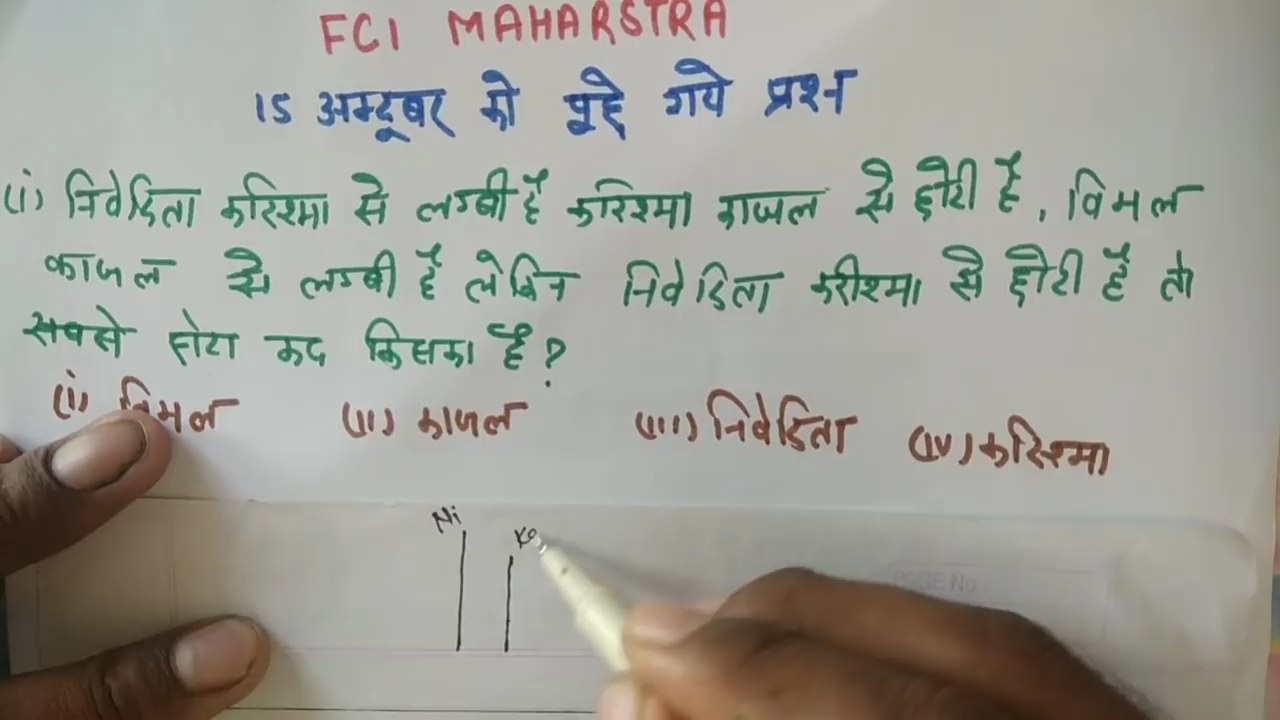 FCI MAHARSTRA
15 अक्टूबर को पूछे गये प्रश्न
(i) निवेडिता करिश्मा से लम्बी है करिश्मा काजल से छोटी है, विमल
काजल से लम्बी है लेकिन निवेडिता करीश्मा से छोटी है तो
सबसे छोटा कद किसका है?
(i) विमल (ii) काजल (iii) निवेडिता (iv) करिश्मा
Ni Ka